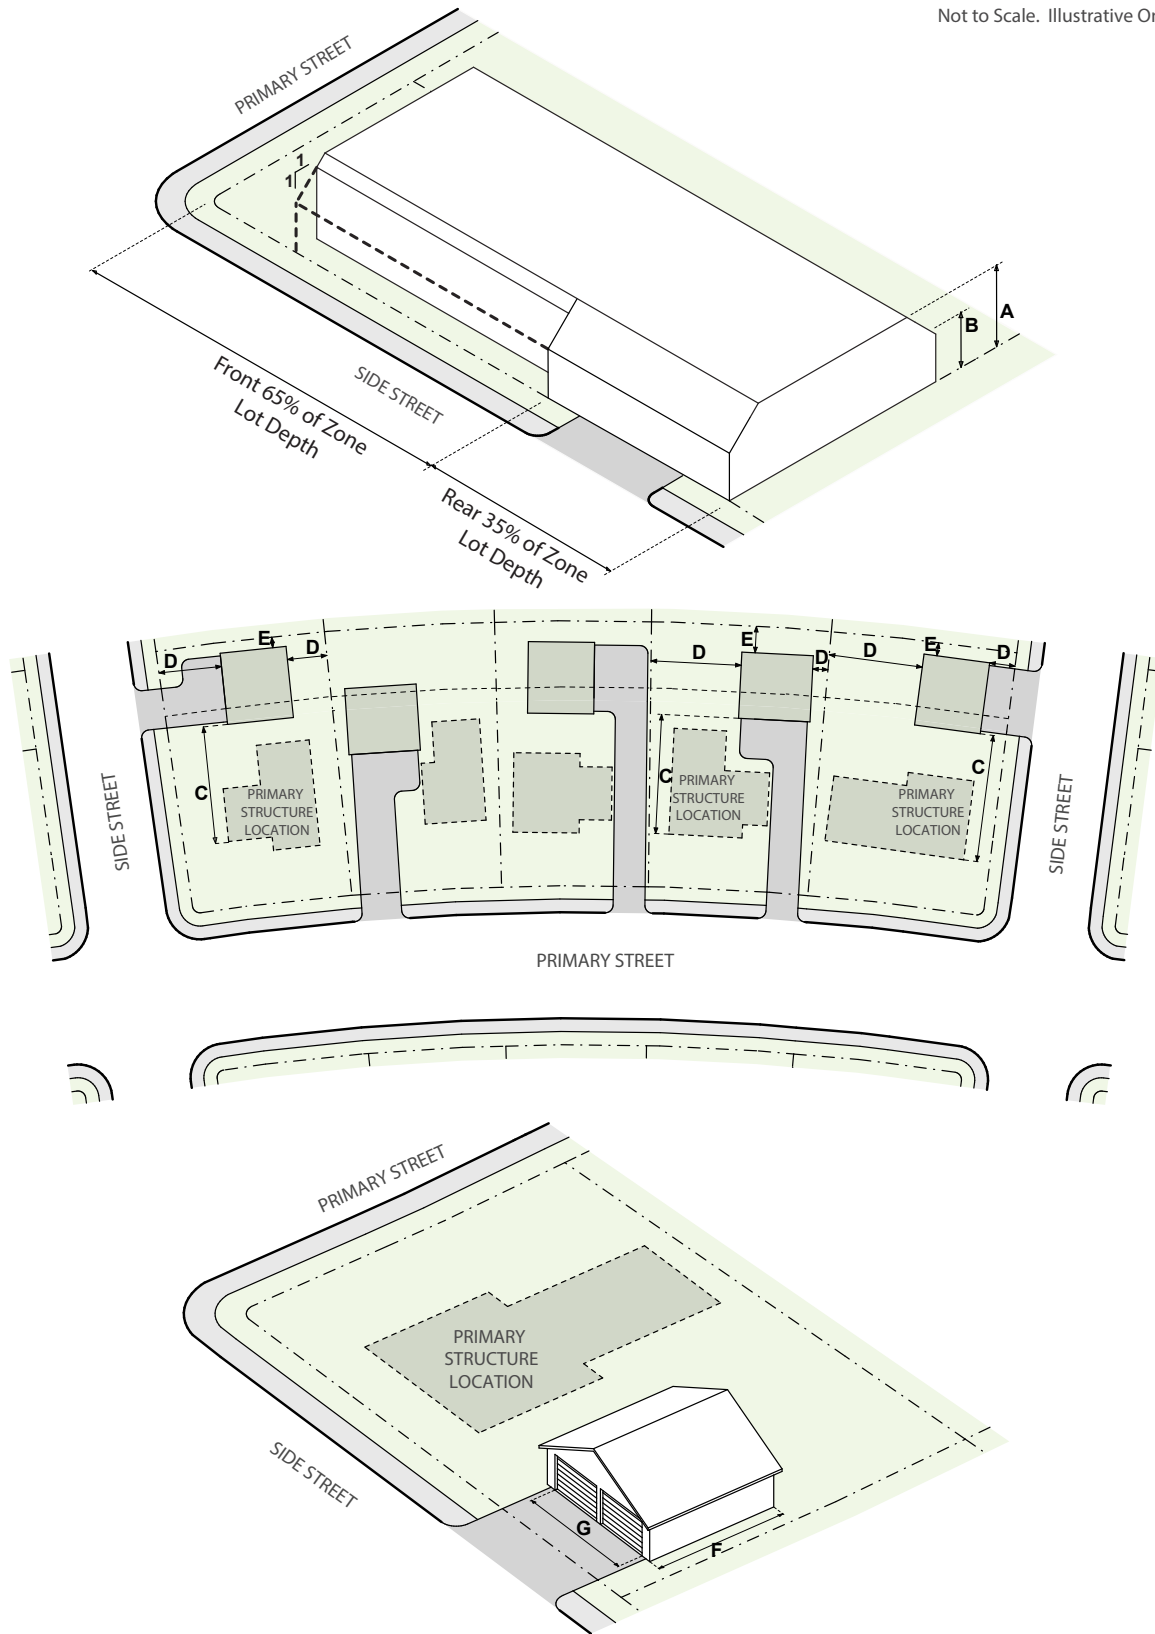 Not to Scale. Illustrative
PRIMARY STREET
1
1
A
B
SIDE STREET
Front 65% of Zone
Lot Depth
Rear 35% of Zone
Lot Depth
E
D
D
E
D
D
D
E
D
C
C
C
PRIMARY
STRUCTURE
LOCATION
PRIMARY
STRUCTURE
LOCATION
PRIMARY
STRUCTURE
LOCATION
SIDE STREET
SIDE STREET
PRIMARY STREET
PRIMARY STREET
PRIMARY
STRUCTURE
LOCATION
SIDE STREET
G
F